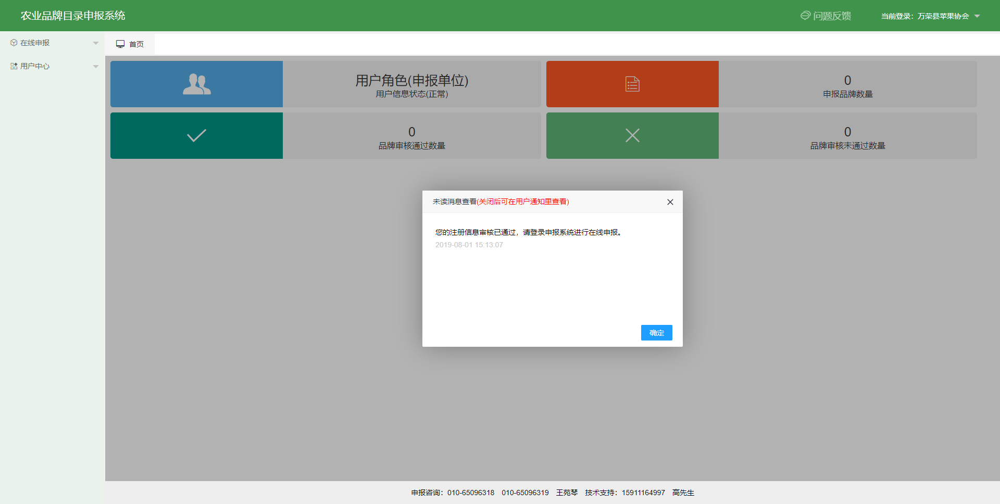 农业品牌目录申报系统
问题反馈
当前登录：万荣县苹果协会
在线申报
用户中心
首页
用户角色(申报单位)
用户信息状态(正常)
0
申报品牌数量
0
品牌审核通过数量
0
品牌审核未通过数量
未读消息查看(关闭后可在用户通知里查看)
您的注册信息审核已通过，请登录申报系统进行在线申报。
2019-08-01 15:13:07
确定
申报咨询：010-65096318 010-65096319 王苑琴 技术支持：15911164997 高先生